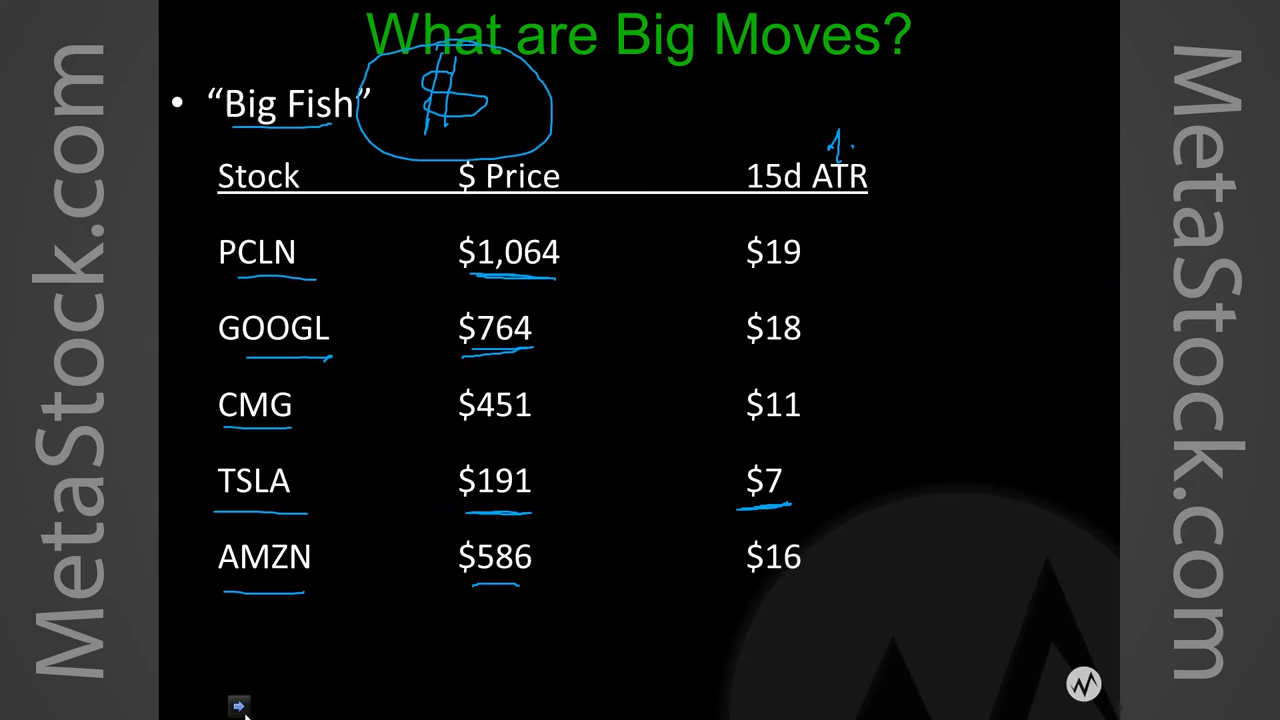 What are Big Moves?
• “Big Fish” $
Stock $ Price 15d ATR
PCLN $1,064 $19
GOOGL $764 $18
CMG $451 $11
TSLA $191 $7
AMZN $586 $16
MetaStock.com
MetaStock.com